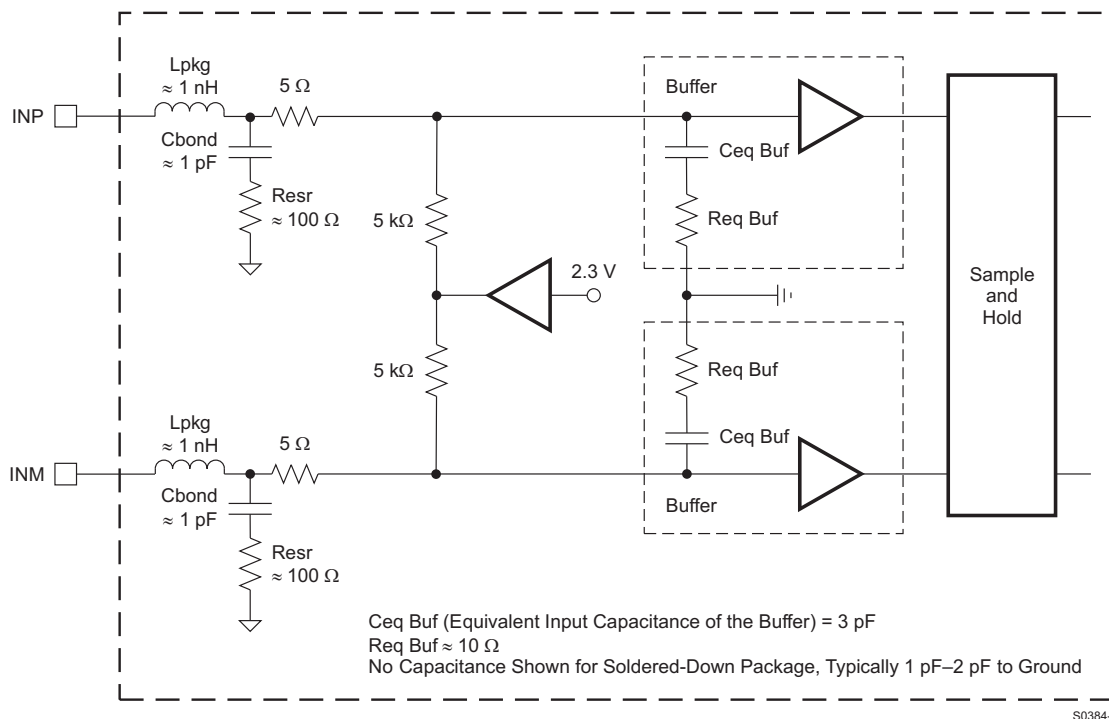 Lpkg
≈ 1 nH
5 Ω
INP
Cbond
≈ 1 pF
Resr
≈ 100 Ω
Buffer
Ceq Buf
Req Buf
5 kΩ
2.3 V
Sample
and
Hold
5 kΩ
Req Buf
Ceq Buf
Buffer
Lpkg
≈ 1 nH
5 Ω
INM
Cbond
≈ 1 pF
Resr
≈ 100 Ω
Ceq Buf (Equivalent Input Capacitance of the Buffer) = 3 pF
Req Buf ≈ 10 Ω
No Capacitance Shown for Soldered-Down Package, Typically 1 pF–2 pF to Ground